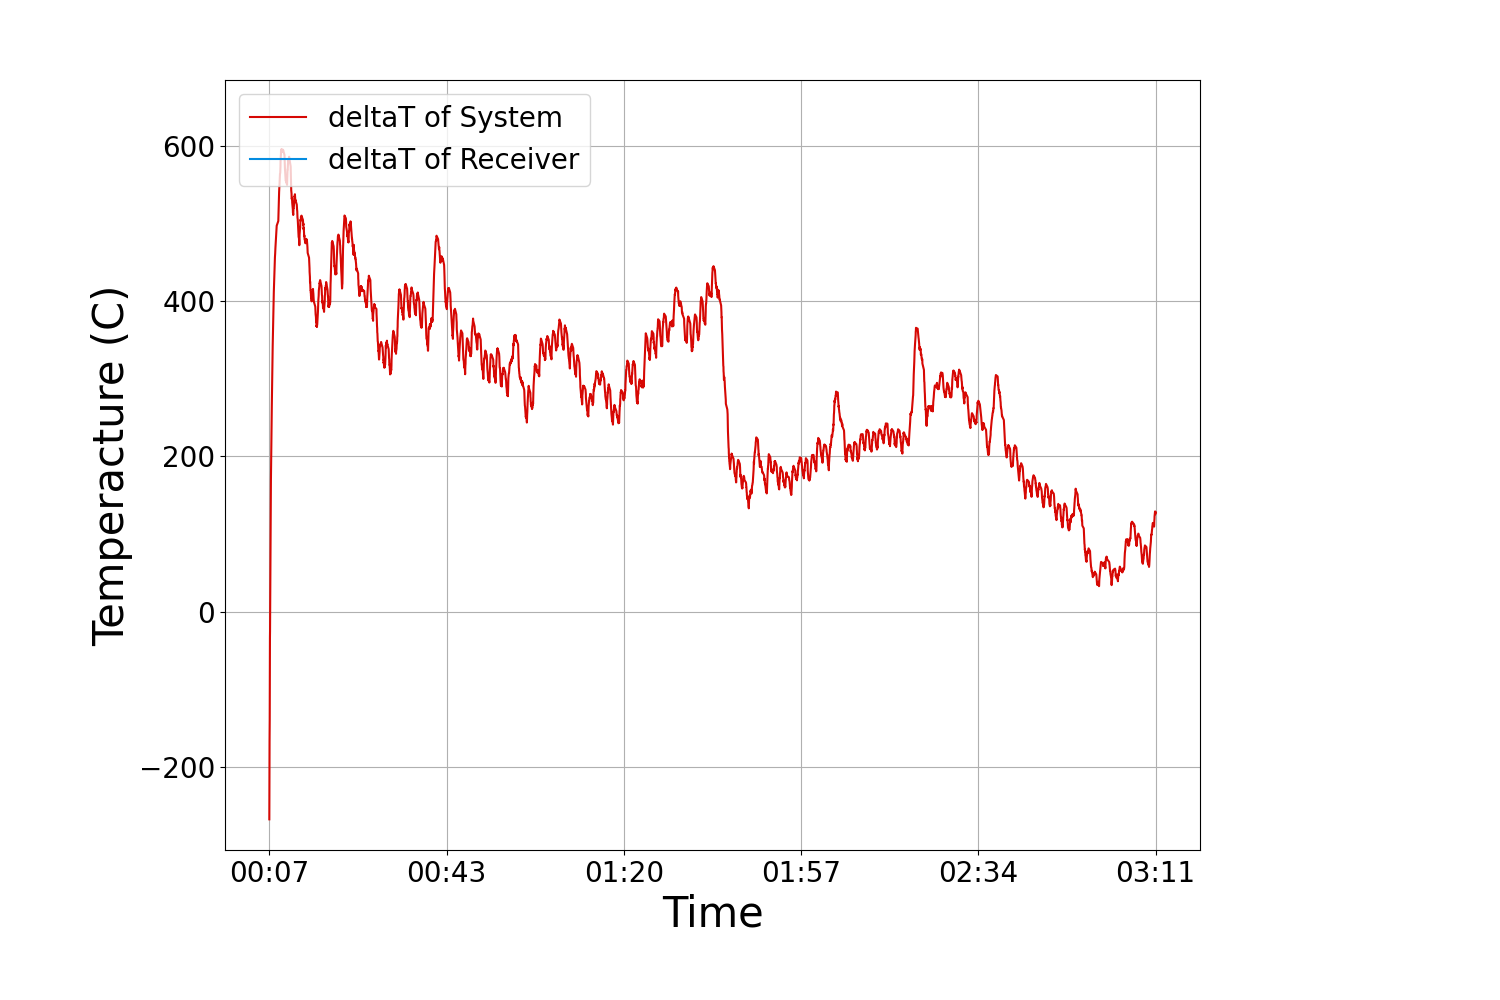 deltaT of System
deltaT of Receiver
600
400
200
0
−200
Temperacture (C)
00:07 00:43 01:20 01:57 02:34 03:11
Time